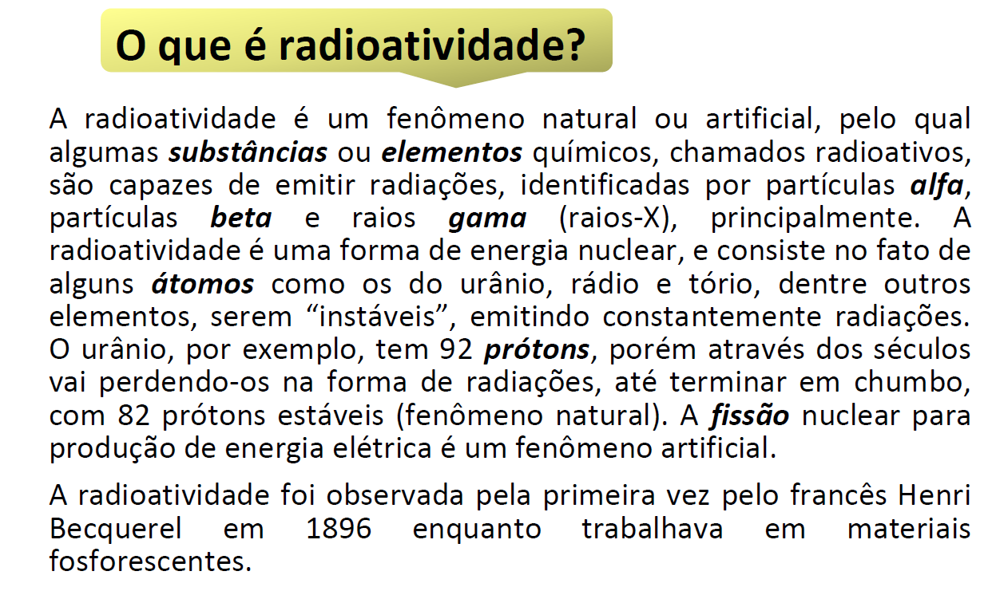 O que é radioatividade?
A radioatividade é um fenômeno natural ou artificial, pelo qual
algumas substâncias ou elementos químicos, chamados radioativos,
são capazes de emitir radiações, identificadas por partículas alfa,
partículas beta e raios gama (raios-X), principalmente. A
radioatividade é uma forma de energia nuclear, e consiste no fato de
alguns átomos como os do urânio, rádio e tório, dentre outros
elementos, serem “instáveis”, emitindo constantemente radiações.
O urânio, por exemplo, tem 92 prótons, porém através dos séculos
vai perdendo-os na forma de radiações, até terminar em chumbo,
com 82 prótons estáveis (fenômeno natural). A fissão nuclear para
produção de energia elétrica é um fenômeno artificial.
A radioatividade foi observada pela primeira vez pelo francês Henri
Becquerel em 1896 enquanto trabalhava em materiais
fosforescentes.